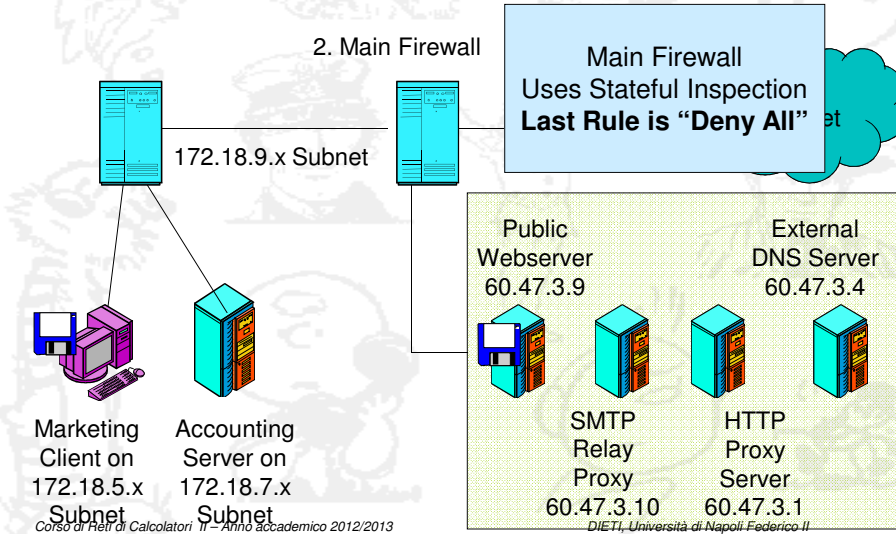 2. Main Firewall
Main Firewall
Uses Stateful Inspection
Last Rule is “Deny All”
et
172.18.9.x Subnet
Public
Webserver
60.47.3.9
External
DNS Server
60.47.3.4
Marketing
Client on
172.18.5.x
Subnet
Accounting
Server on
172.18.7.x
Subnet
SMTP
Relay
Proxy
60.47.3.10
HTTP
Proxy
Server
60.47.3.1
Corso di Reti di Calcolatori II – Anno accademico 2012/2013
DIETI, Università di Napoli Federico II